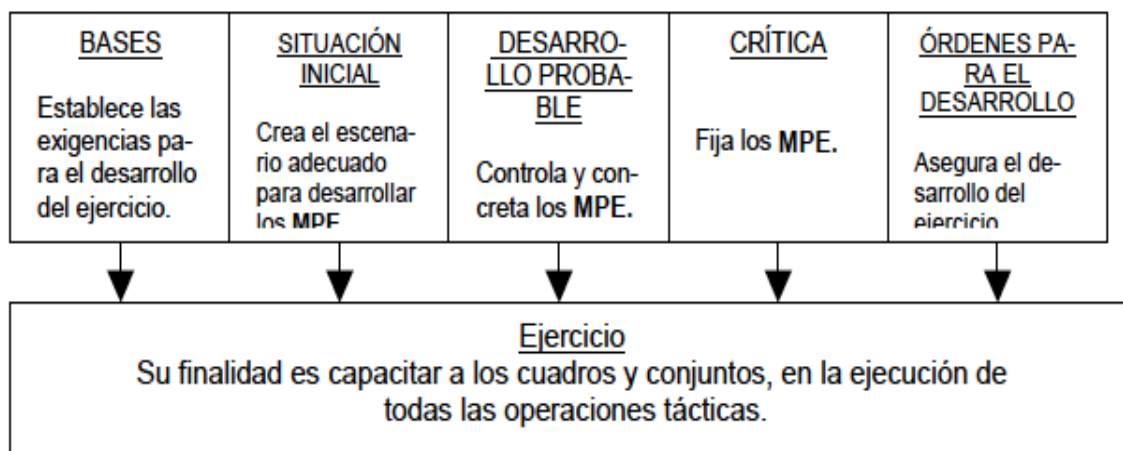 BASES
Establece las
exigencias pa-
ra el desarrollo
del ejercicio.
SITUACIÓN
INICIAL
Crea el escena-
rio adecuado
para desarrollar
los MPE
DESARRO-
LLO PROBA-
BLE
Controla y con-
creta los MPE.
CRÍTICA
Fija los MPE.
ÓRDENES PA-
RA EL
DESARROLLO
Asegura el de-
sarrollo del
ejercicio
Ejercicio
Su finalidad es capacitar a los cuadros y conjuntos, en la ejecución de
todas las operaciones tácticas.